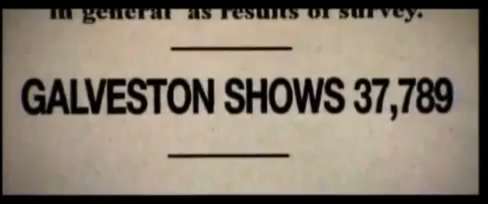 in general as results of survey.
GALVESTON SHOWS 37,789